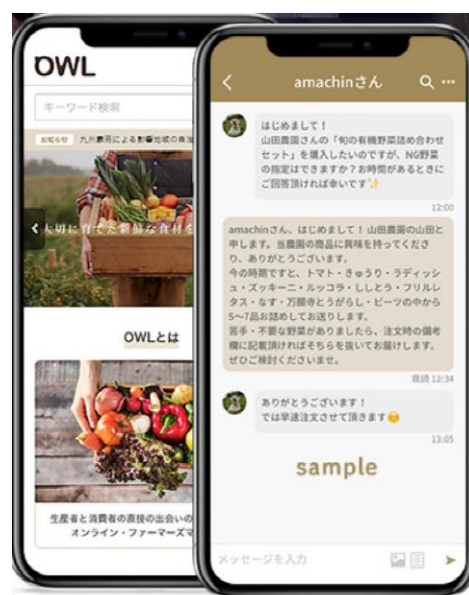 OWL
キーワード検索
お知らせ 九州豪雨による影響地域の
大切に育てた新鮮な食材を
OWLとは
生産者と消費者の直接の出会いの
オンライン・ファーマーズマ
amachinさん
はじめまして!
山田農園さんの「旬の有機野菜詰め合わせ
セット」を購入したいのですが、NG野菜
の指定はできますか?お時間があるときに
ご回答頂ければ幸いです✨
12:00
amachinさん、はじめまして!山田農園の山田と
申します。当農園の商品に興味を持ってくださ
り、ありがとうございます。
今の時期ですと、トマト・きゅうり・ラディッシ
ュ・ズッキーニ・ルッコラ・ししとう・フリルレ
タス・なす・万願寺とうがらし・ビーツの中から
5〜7品お詰めしてお送りします。
苦手・不要な野菜がありましたら、注文時の備考
欄に記載頂ければそちらを抜いてお届けします。
ぜひご検討くださいませ。
既読 12:34
ありがとうございます!
では早速注文させて頂きます😊
13:05
sample
メッセージを入力